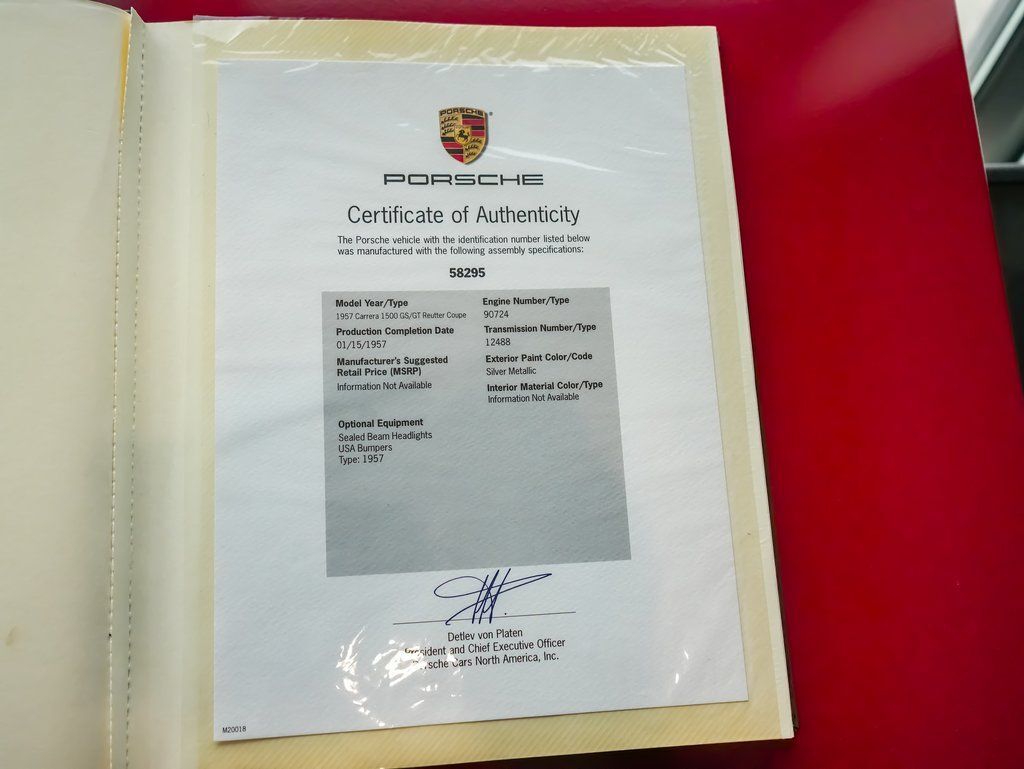 PORSCHE
PORSCHE
Certificate of Authenticity
The Porsche vehicle with the identification number listed below
was manufactured with the following assembly specifications:
58295
Model Year/Type
1957 Carrera 1500 GS/GT Reutter Coupe
Production Completion Date
01/15/1957
Manufacturer's Suggested
Retail Price (MSRP)
Information Not Available
Engine Number/Type
90724
Transmission Number/Type
12488
Exterior Paint Color/Code
Silver Metallic
Interior Material Color/Type
Information Not Available
Optional Equipment
Sealed Beam Headlights
USA Bumpers
Type: 1957
Detlev von Platen
President and Chief Executive Officer
Porsche Cars North America, Inc.
M20018